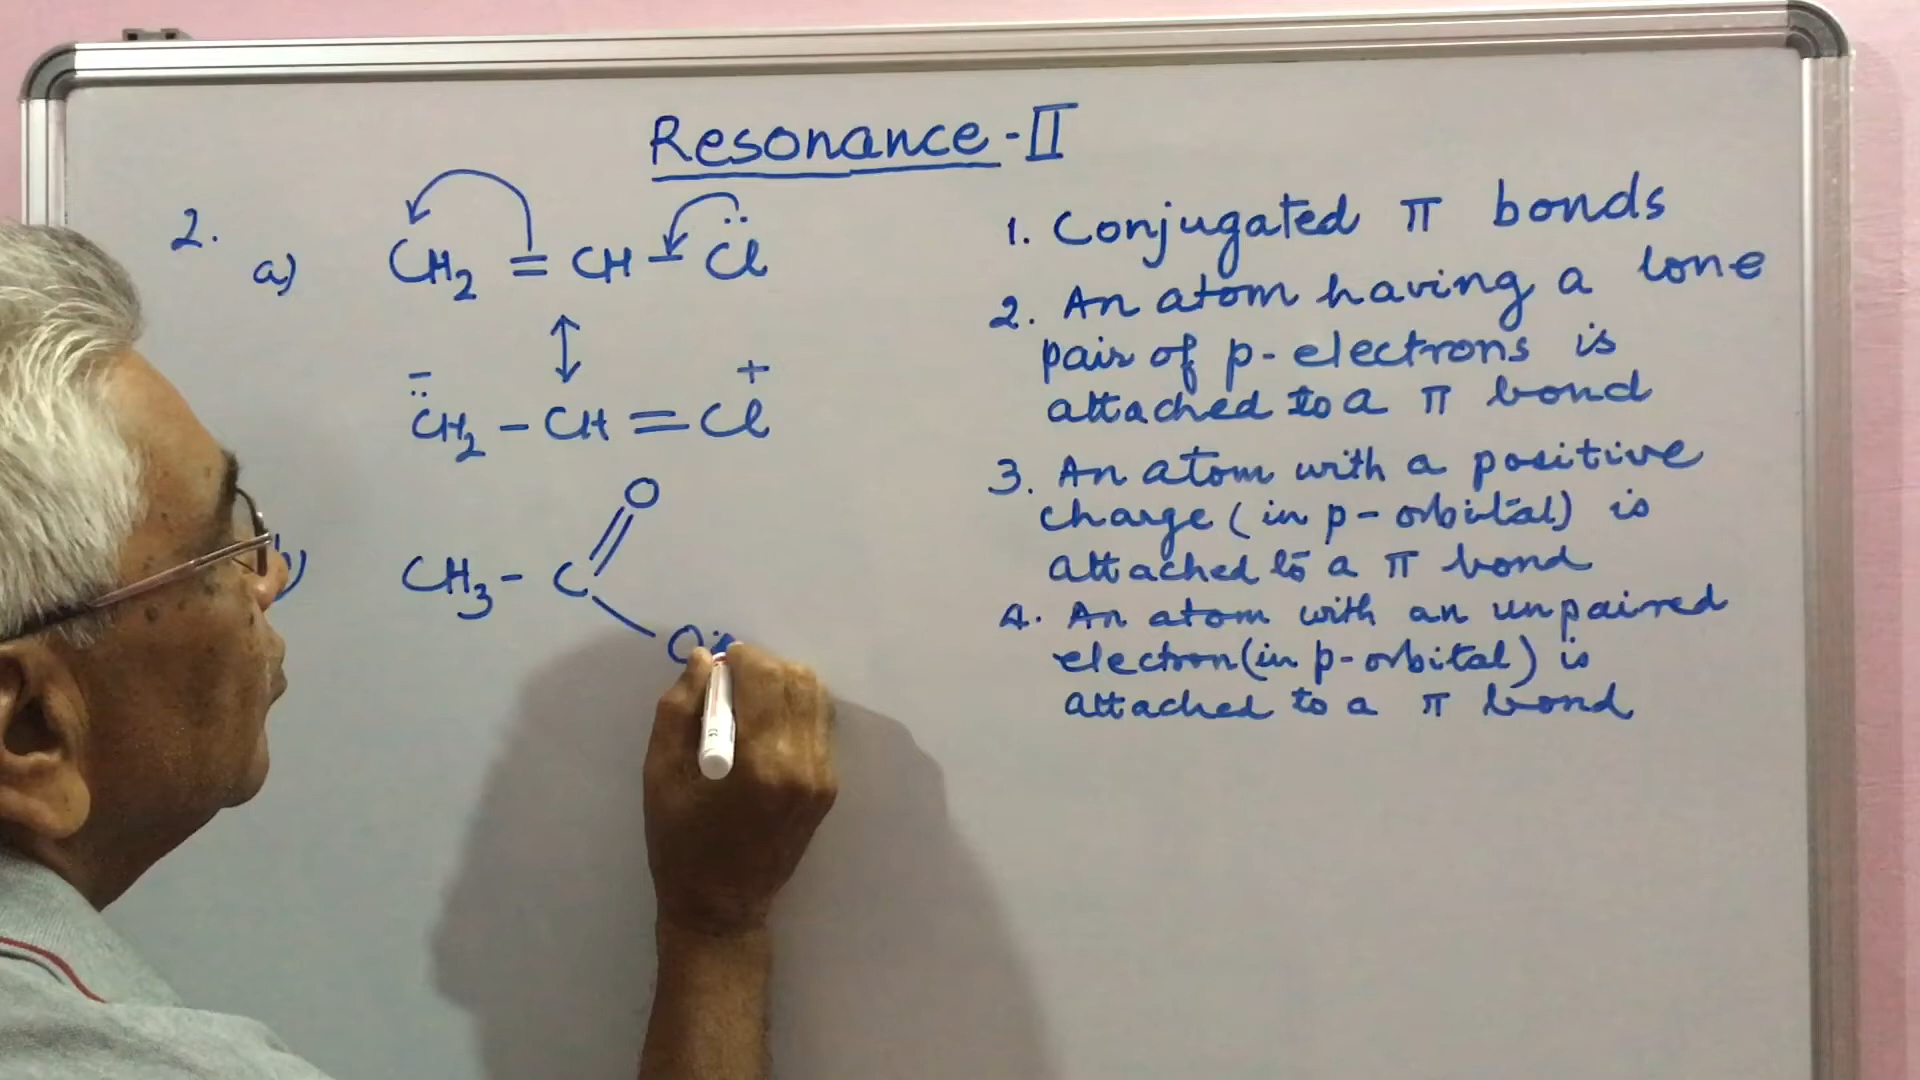 Resonance-II
2.
a) CH2 = CH - C̈l
↕
- +
C̈H2 - CH = Cl
O
CH3 - C
O
1. Conjugated π bonds
2. An atom having a lone
pair of p-electrons is
attached to a π bond
3. An atom with a positive
charge (in p-orbital) is
attached to a π bond
4. An atom with an unpaired
electron (in p-orbital) is
attached to a π bond